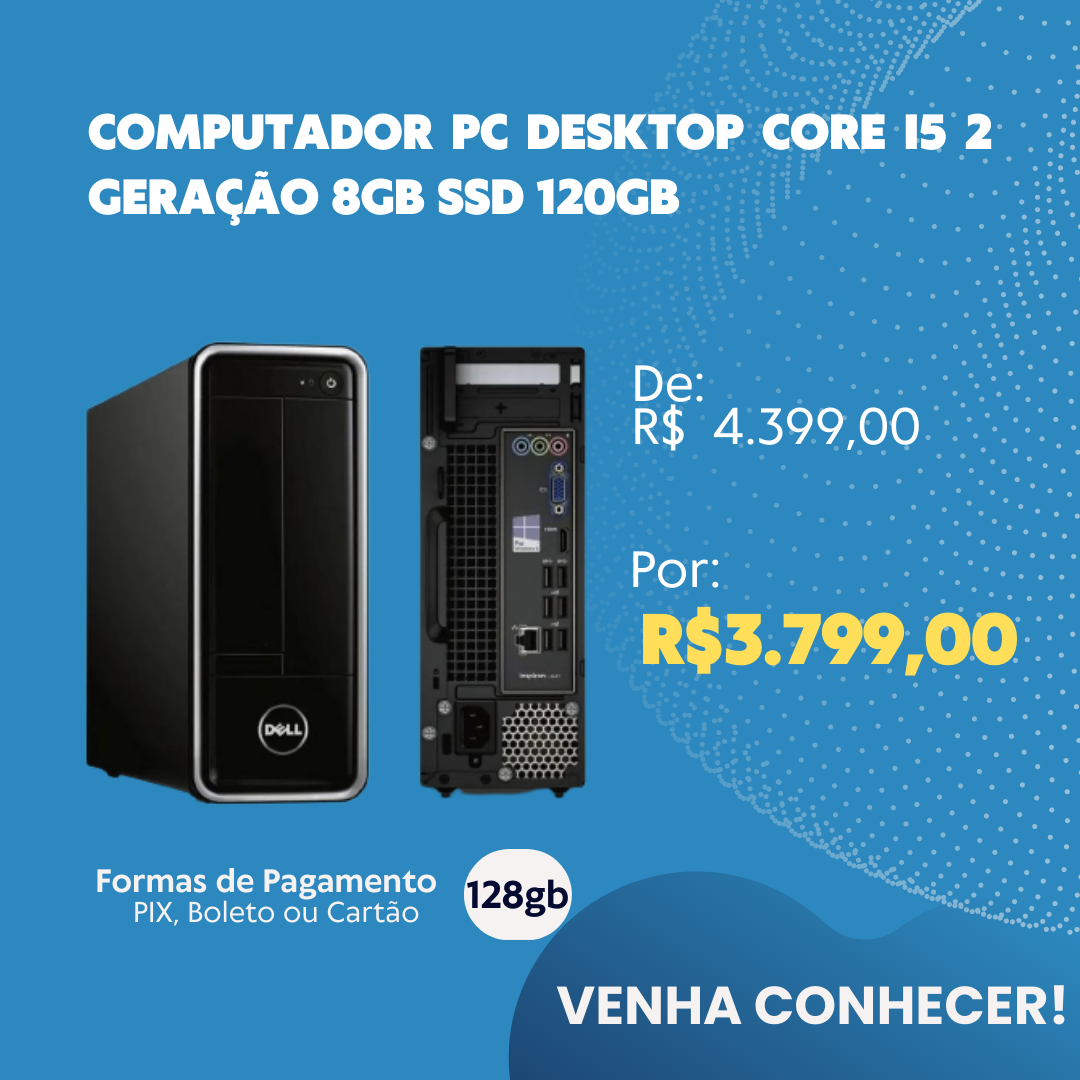 COMPUTADOR PC DESKTOP CORE I5 2
GERAÇÃO 8GB SSD 120GB
De:
R$ 4.399,00
Por:
R$3.799,00
DELL
Formas de Pagamento
PIX, Boleto ou Cartão
128gb
VENHA CONHECER!